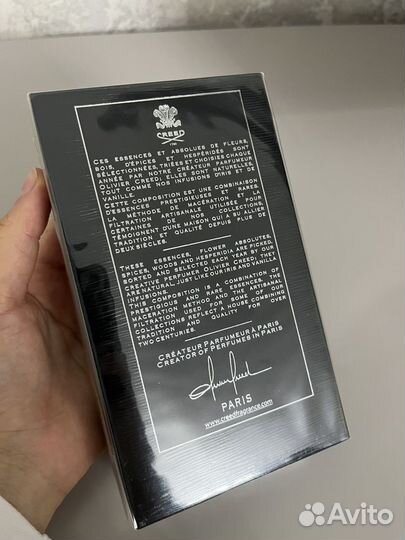 CREED
1760
CES ESSENCES ET ABSOLUES DE FLEURS,
BOIS, D'ÉPICES ET HESPÉRIDÉS SONT
SÉLECTIONNÉES, TRIÉES ET CHOISIES CHAQUE
ANNÉE PAR NOTRE CRÉATEUR PARFUMEUR
OLIVIER CREED. ELLES SONT NATURELLES,
TOUT COMME NOS INFUSIONS D'IRIS ET DE
VANILLE.
CETTE COMPOSITION EST UNE COMBINAISON
D'ESSENCES PRESTIGIEUSES ET RARES.
LA MÉTHODE DE MACÉRATION ET LA
FILTRATION ARTISANALE UTILISÉE POUR
CERTAINES DE NOS COLLECTIONS
TÉMOIGNENT D'UNE MAISON QUI A SU ALLIER
TRADITION ET QUALITÉ DEPUIS PLUS DE
DEUX SIÈCLES.
THESE ESSENCES, FLOWER ABSOLUTES,
SPICES, WOODS AND HESPERIDIA ARE PICKED,
SORTED AND SELECTED EACH YEAR BY OUR
CREATIVE PERFUMER OLIVIER CREED. THEY
ARE NATURAL, JUST LIKE OUR IRIS AND VANILLA
INFUSIONS.
THIS COMPOSITION IS A COMBINATION OF
PRESTIGIOUS AND RARE ESSENCES. THE
MACERATION METHOD AND THE ARTISANAL
FILTRATION USED FOR SOME OF OUR
COLLECTIONS REFLECT A HOUSE COMBINING
TRADITION AND QUALITY FOR OVER
TWO CENTURIES.
CRÉATEUR PARFUMEUR À PARIS
CREATOR OF PERFUMES IN PARIS
PARIS
www.creedfragrance.com
Avito